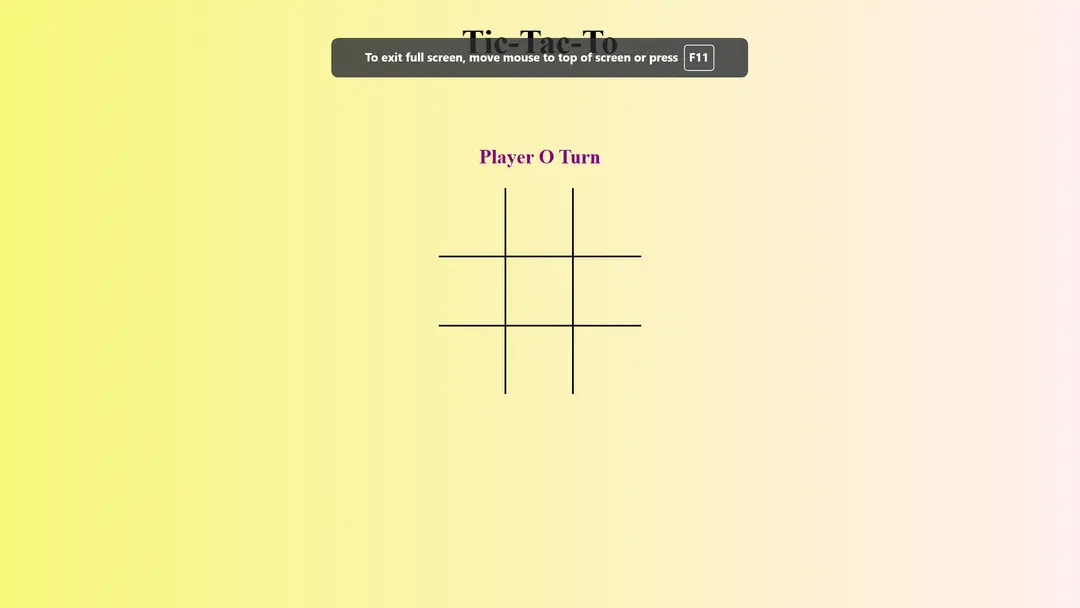 Tic-Tac-To
To exit full screen, move mouse to top of screen or press F11
Player O Turn